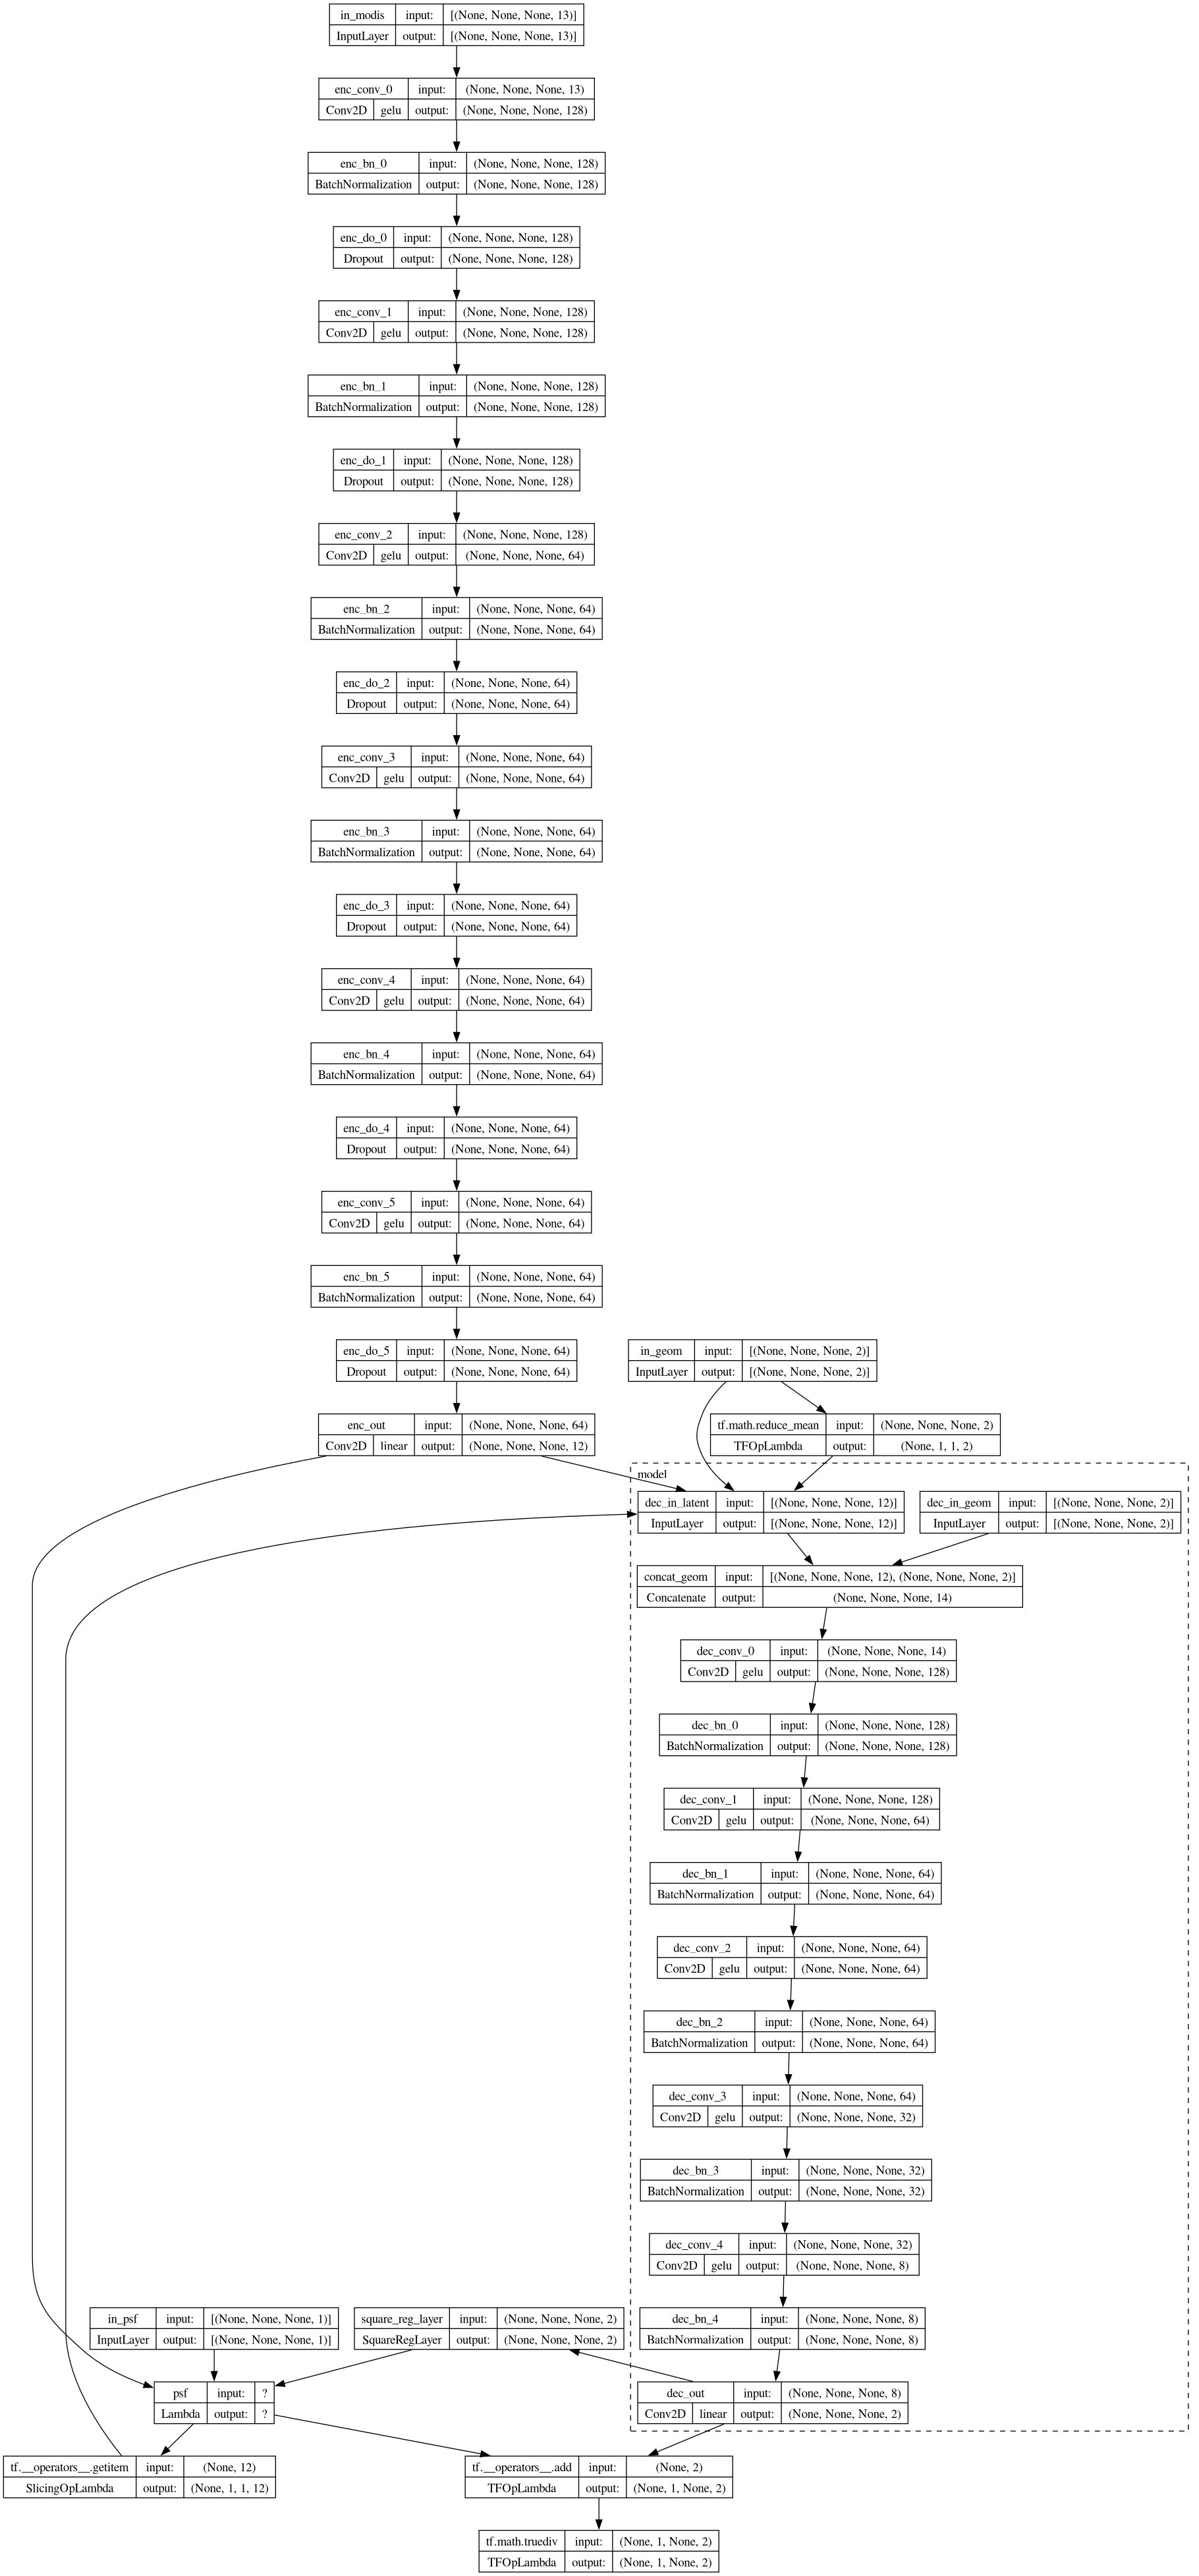 in_modis input: [(None, None, None, 13)]
InputLayer output: [(None, None, None, 13)]
enc_conv_0 input: (None, None, None, 13)
Conv2D gelu output: (None, None, None, 128)
enc_bn_0 input: (None, None, None, 128)
BatchNormalization output: (None, None, None, 128)
enc_do_0 input: (None, None, None, 128)
Dropout output: (None, None, None, 128)
enc_conv_1 input: (None, None, None, 128)
Conv2D gelu output: (None, None, None, 128)
enc_bn_1 input: (None, None, None, 128)
BatchNormalization output: (None, None, None, 128)
enc_do_1 input: (None, None, None, 128)
Dropout output: (None, None, None, 128)
enc_conv_2 input: (None, None, None, 128)
Conv2D gelu output: (None, None, None, 64)
enc_bn_2 input: (None, None, None, 64)
BatchNormalization output: (None, None, None, 64)
enc_do_2 input: (None, None, None, 64)
Dropout output: (None, None, None, 64)
enc_conv_3 input: (None, None, None, 64)
Conv2D gelu output: (None, None, None, 64)
enc_bn_3 input: (None, None, None, 64)
BatchNormalization output: (None, None, None, 64)
enc_do_3 input: (None, None, None, 64)
Dropout output: (None, None, None, 64)
enc_conv_4 input: (None, None, None, 64)
Conv2D gelu output: (None, None, None, 64)
enc_bn_4 input: (None, None, None, 64)
BatchNormalization output: (None, None, None, 64)
enc_do_4 input: (None, None, None, 64)
Dropout output: (None, None, None, 64)
enc_conv_5 input: (None, None, None, 64)
Conv2D gelu output: (None, None, None, 64)
enc_bn_5 input: (None, None, None, 64)
BatchNormalization output: (None, None, None, 64)
enc_do_5 input: (None, None, None, 64)
Dropout output: (None, None, None, 64)
in_geom input: [(None, None, None, 2)]
InputLayer output: [(None, None, None, 2)]
enc_out input: (None, None, None, 64)
Conv2D linear output: (None, None, None, 12)
tf.math.reduce_mean input: (None, None, None, 2)
TFOpLambda output: (None, 1, 1, 2)
model
dec_in_latent input: [(None, None, None, 12)]
InputLayer output: [(None, None, None, 12)]
dec_in_geom input: [(None, None, None, 2)]
InputLayer output: [(None, None, None, 2)]
concat_geom input: [(None, None, None, 12), (None, None, None, 2)]
Concatenate output: (None, None, None, 14)
dec_conv_0 input: (None, None, None, 14)
Conv2D gelu output: (None, None, None, 128)
dec_bn_0 input: (None, None, None, 128)
BatchNormalization output: (None, None, None, 128)
dec_conv_1 input: (None, None, None, 128)
Conv2D gelu output: (None, None, None, 64)
dec_bn_1 input: (None, None, None, 64)
BatchNormalization output: (None, None, None, 64)
dec_conv_2 input: (None, None, None, 64)
Conv2D gelu output: (None, None, None, 64)
dec_bn_2 input: (None, None, None, 64)
BatchNormalization output: (None, None, None, 64)
dec_conv_3 input: (None, None, None, 64)
Conv2D gelu output: (None, None, None, 32)
dec_bn_3 input: (None, None, None, 32)
BatchNormalization output: (None, None, None, 32)
dec_conv_4 input: (None, None, None, 32)
Conv2D gelu output: (None, None, None, 8)
in_psf input: [(None, None, None, 1)]
InputLayer output: [(None, None, None, 1)]
square_reg_layer input: (None, None, None, 2)
SquareRegLayer output: (None, None, None, 2)
dec_bn_4 input: (None, None, None, 8)
BatchNormalization output: (None, None, None, 8)
psf input: ?
Lambda output: ?
dec_out input: (None, None, None, 8)
Conv2D linear output: (None, None, None, 2)
tf.__operators__.getitem input: (None, 12)
SlicingOpLambda output: (None, 1, 1, 12)
tf.__operators__.add input: (None, 2)
TFOpLambda output: (None, 1, None, 2)
tf.math.truediv input: (None, 1, None, 2)
TFOpLambda output: (None, 1, None, 2)